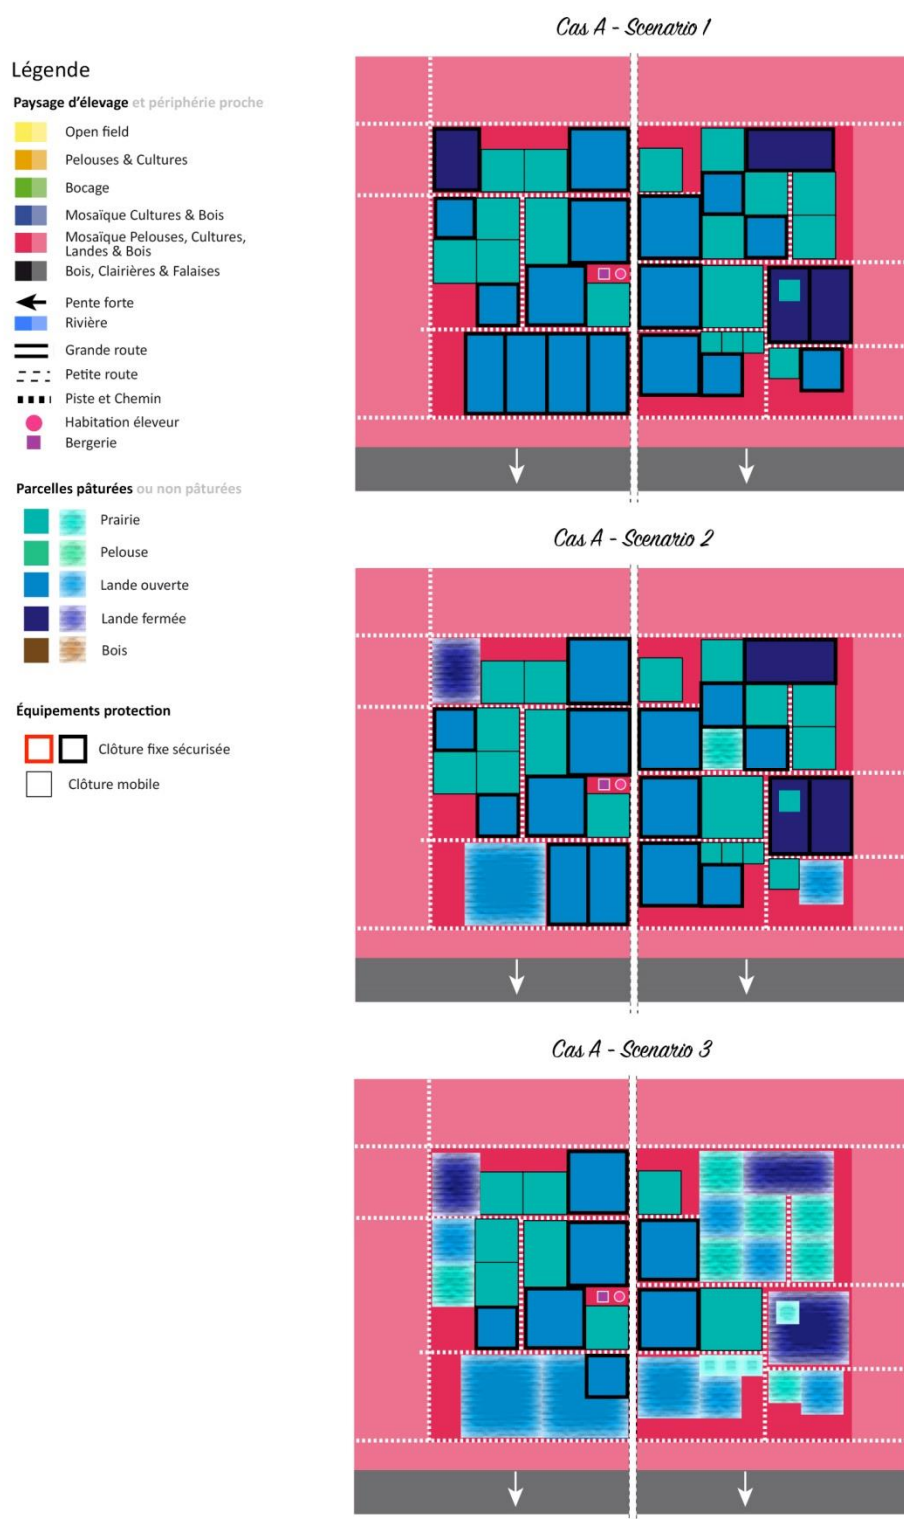 Cas A - Scenario 1
Légende
Paysage d'élevage et périphérie proche
Open field
Pelouses & Cultures
Bocage
Mosaïque Cultures & Bois
Mosaïque Pelouses, Cultures,
Landes & Bois
Bois, Clairières & Falaises
Pente forte
Rivière
Grande route
Petite route
Piste et Chemin
Habitation éleveur
Bergerie
Parcelles pâturées ou non pâturées
Prairie
Pelouse
Lande ouverte
Lande fermée
Bois
Équipements protection
Clôture fixe sécurisée
Clôture mobile
Cas A - Scenario 2
Cas A - Scenario 3